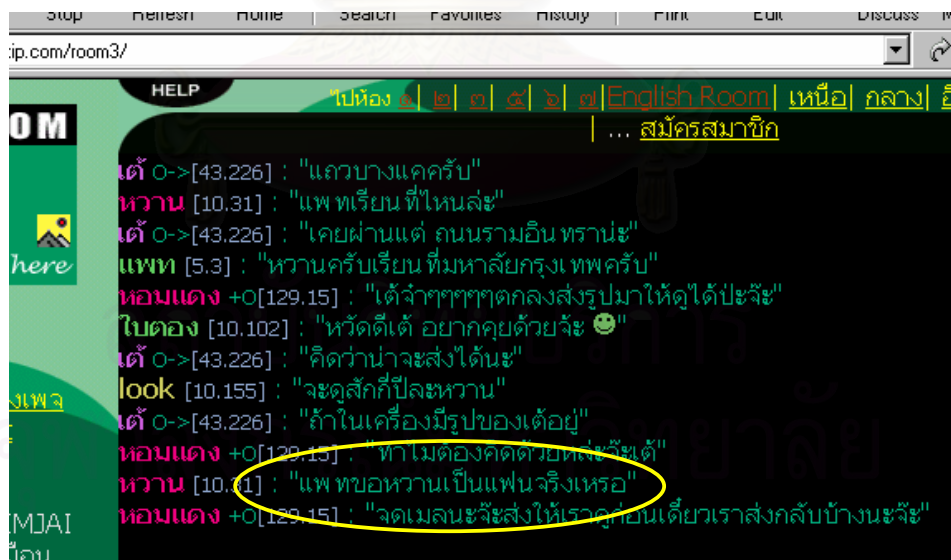 Stop Refresh Home Search Favorites History Print Edit Discuss
tip.com/room3/
HELP
ไปห้อง ๑| ๒| ๓| ๕| ๖| ๗|English Room| เหนือ| กลาง| อี
| ... สมัครสมาชิก
OOM
here
เต้ O->[43.226] : "แถวบางแคครับ"
หวาน [10.31] : "แพทเรียนที่ไหนล่ะ"
เต้ O->[43.226] : "เคยผ่านแต่ ถนนรามอินทราน่ะ"
แพท [5.3] : "หวานครับเรียนที่มหาลัยกรุงเทพครับ"
หอมแดง +O[129.15] : "เต้จ๋าๆๆๆๆๆตกลงส่งรูปมาให้ดูได้ป่ะจ๊ะ"
ใบตอง [10.102] : "หวัดดีเต้ อยากคุยด้วยจ้ะ"
เต้ O->[43.226] : "คิดว่าน่าจะส่งได้นะ"
look [10.155] : "จะดูสักกี่ปีละหวาน"
เต้ O->[43.226] : "ถ้าในเครื่องมีรูปของเต้อยู่"
หอมแดง +O[129.15] : "ทำไมต้องคิดด้วยหล่ะจ๊ะเต้"
หวาน [10.31] : "แพทขอหวานเป็นแฟนจริงเหรอ"
หอมแดง +O[129.15] : "จดเมลนะจ๊ะส่งให้เราดูก่อนเดี๋ยวเราส่งกลับบ้างนะจ๊ะ"
งเพจ
IMJAI